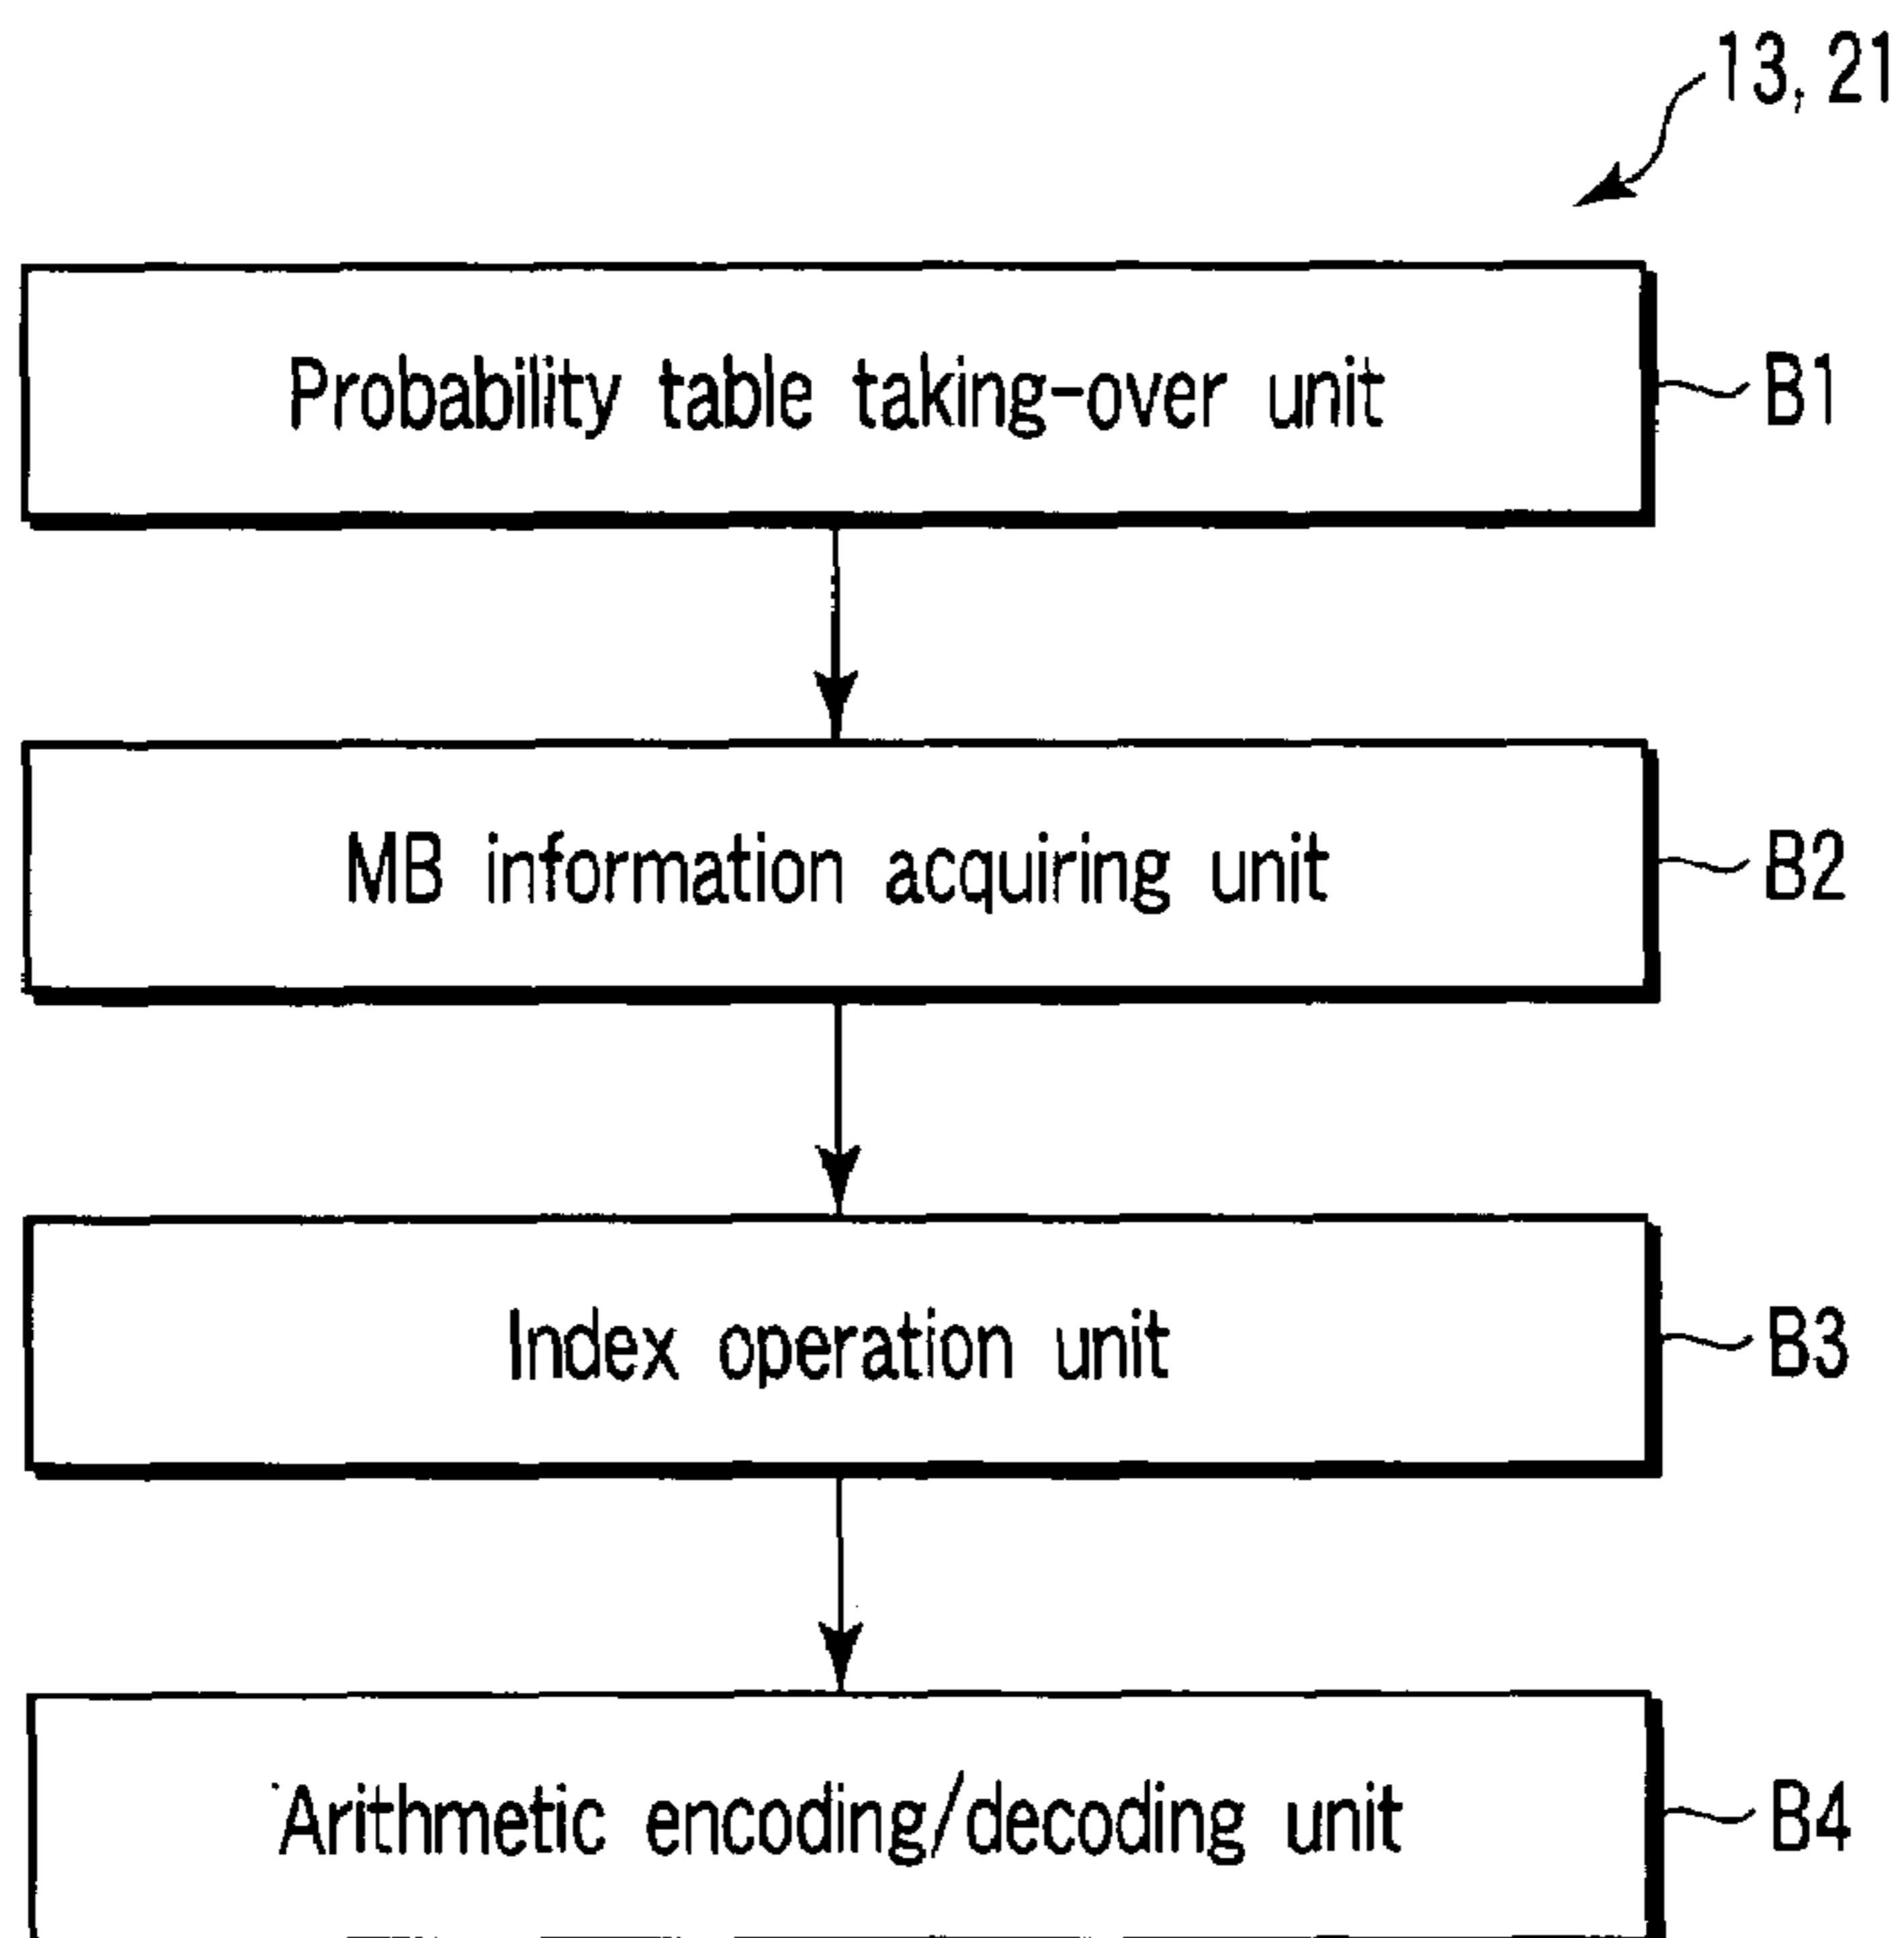 13, 21
Probability table taking-over unit B1
MB information acquiring unit B2
Index operation unit B3
Arithmetic encoding/decoding unit B4